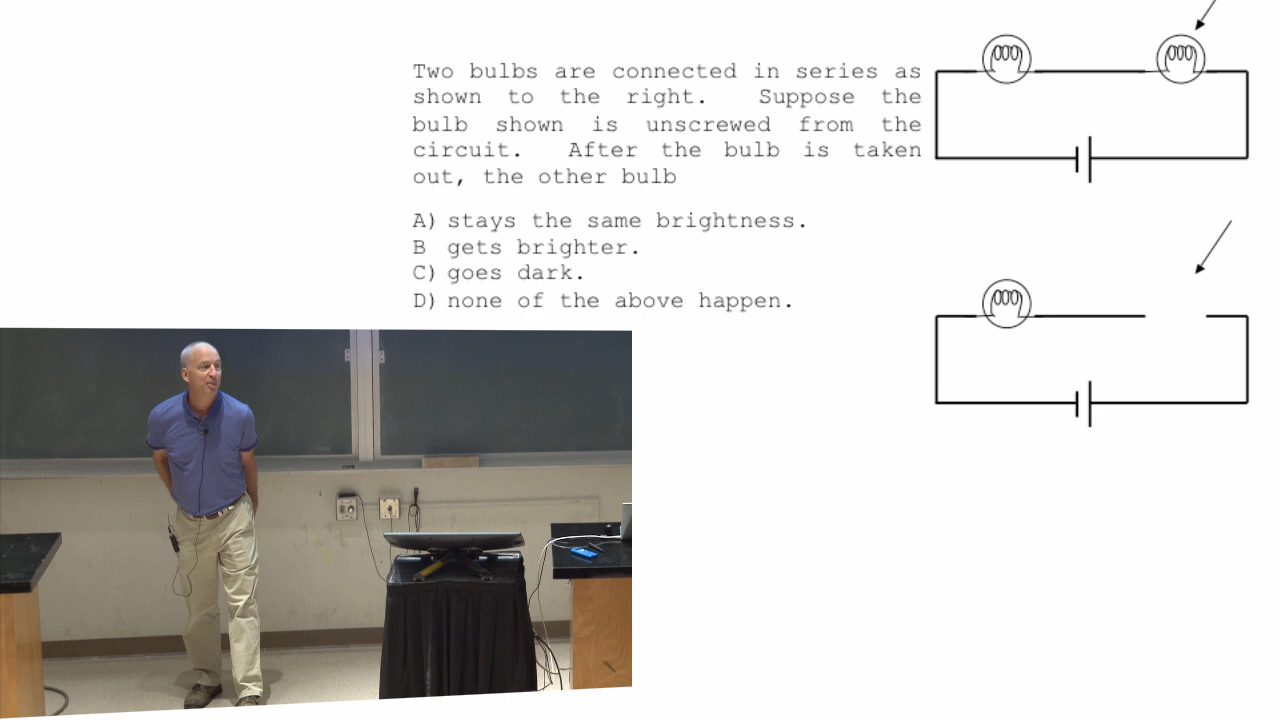 Two bulbs are connected in series as
shown to the right. Suppose the
bulb shown is unscrewed from the
circuit. After the bulb is taken
out, the other bulb
A) stays the same brightness.
B gets brighter.
C) goes dark.
D) none of the above happen.